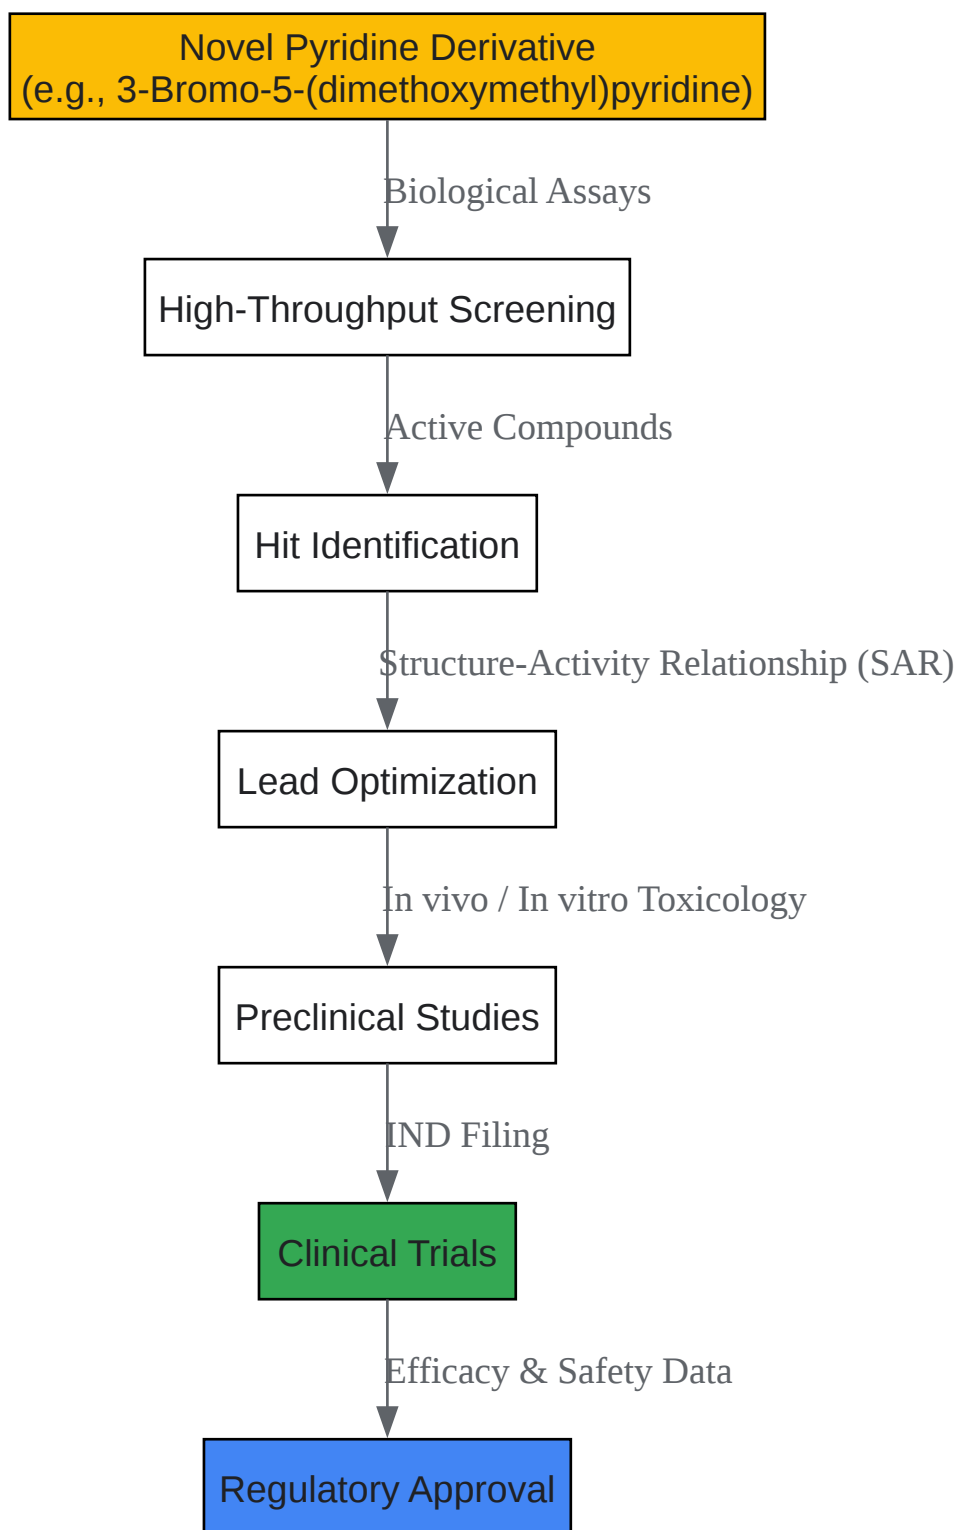 Novel Pyridine Derivative
(e.g., 3-Bromo-5-(dimethoxymethyl)pyridine)
Biological Assays
High-Throughput Screening
Active Compounds
Hit Identification
Structure-Activity Relationship (SAR)
Lead Optimization
In vivo / In vitro Toxicology
Preclinical Studies
IND Filing
Clinical Trials
Efficacy & Safety Data
Regulatory Approval